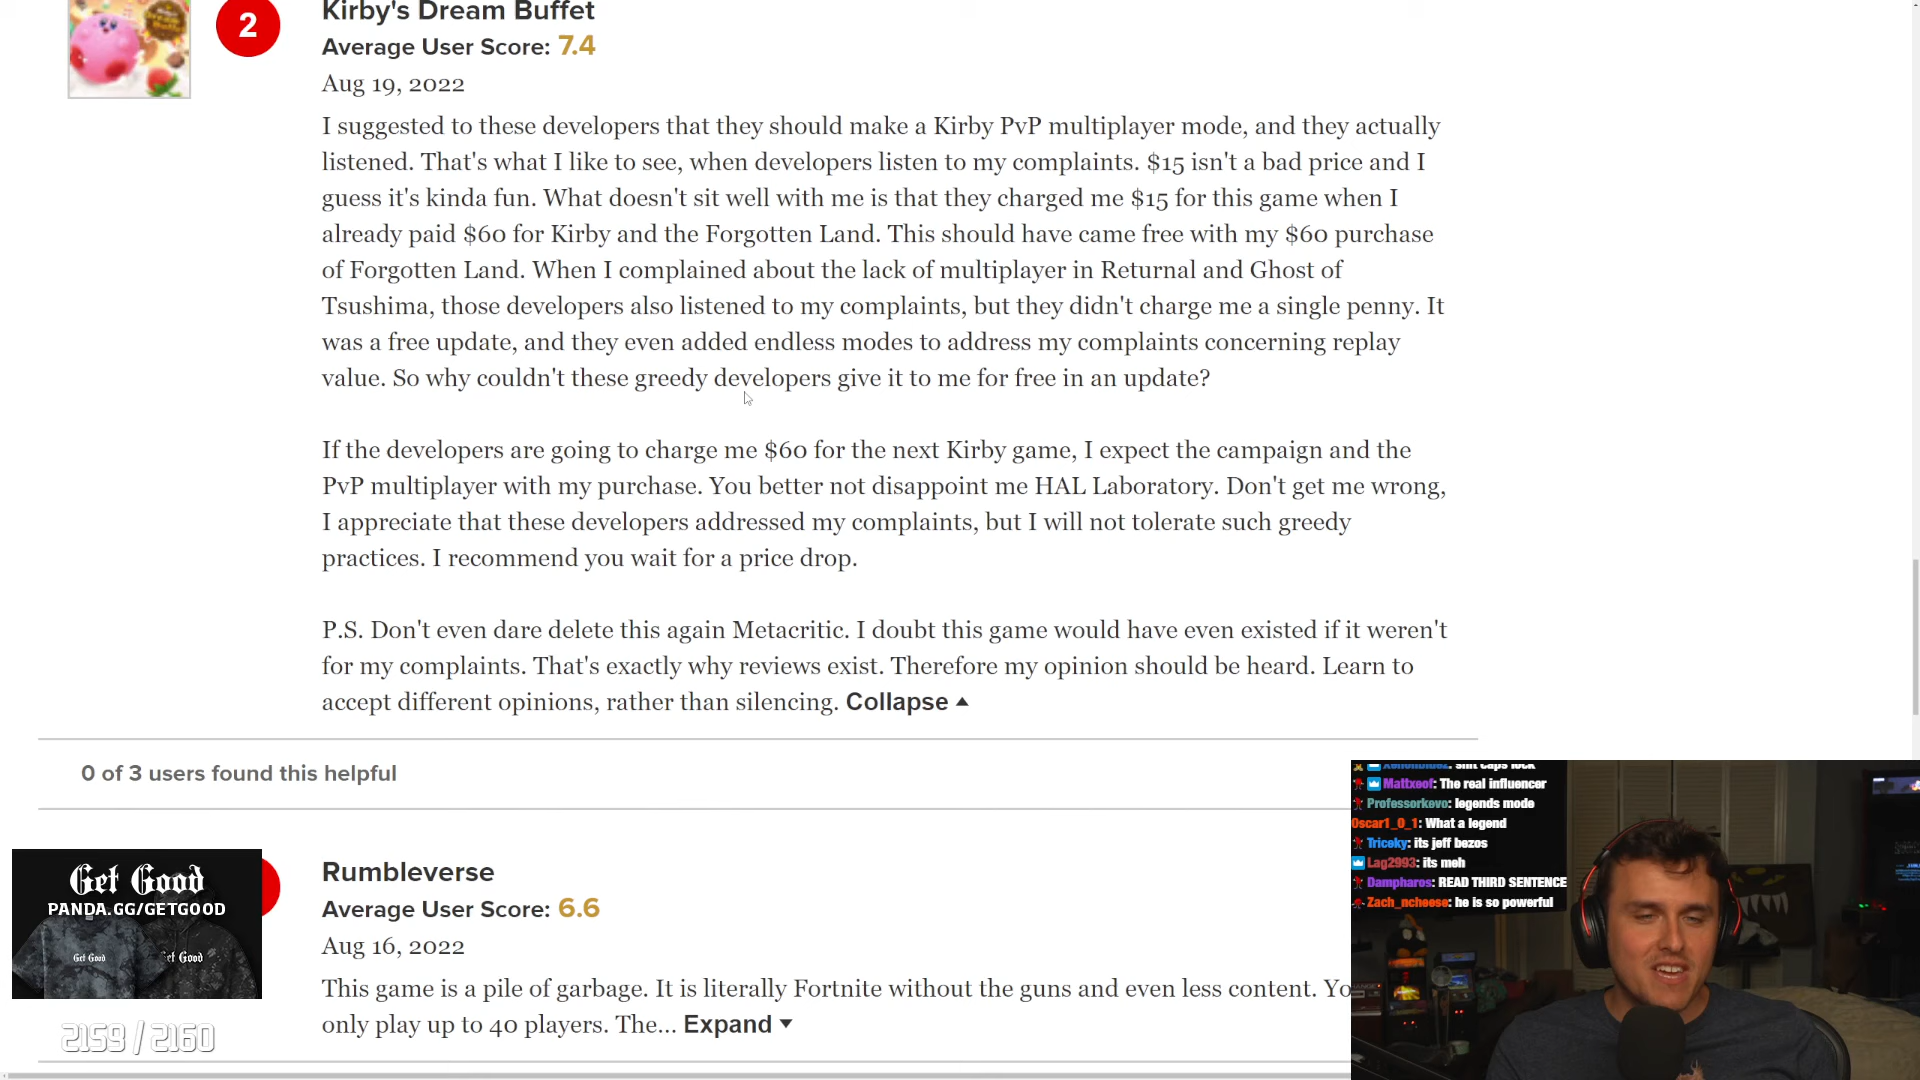 2
Kirby's Dream Buffet
Average User Score: 7.4
Aug 19, 2022
I suggested to these developers that they should make a Kirby PvP multiplayer mode, and they actually
listened. That's what I like to see, when developers listen to my complaints. $15 isn't a bad price and I
guess it's kinda fun. What doesn't sit well with me is that they charged me $15 for this game when I
already paid $60 for Kirby and the Forgotten Land. This should have came free with my $60 purchase
of Forgotten Land. When I complained about the lack of multiplayer in Returnal and Ghost of
Tsushima, those developers also listened to my complaints, but they didn't charge me a single penny. It
was a free update, and they even added endless modes to address my complaints concerning replay
value. So why couldn't these greedy developers give it to me for free in an update?
If the developers are going to charge me $60 for the next Kirby game, I expect the campaign and the
PvP multiplayer with my purchase. You better not disappoint me HAL Laboratory. Don't get me wrong,
I appreciate that these developers addressed my complaints, but I will not tolerate such greedy
practices. I recommend you wait for a price drop.
P.S. Don't even dare delete this again Metacritic. I doubt this game would have even existed if it weren't
for my complaints. That's exactly why reviews exist. Therefore my opinion should be heard. Learn to
accept different opinions, rather than silencing. Collapse
0 of 3 users found this helpful
Rumbleverse
Average User Score: 6.6
Aug 16, 2022
This game is a pile of garbage. It is literally Fortnite without the guns and even less content. Yo
only play up to 40 players. The... Expand
Get Good
PANDA.GG/GETGOOD
Get Good
et Good
2159 / 2160
shit caps lock
Mattxeof: The real influencer
Professorkevo: legends mode
Oscar1_0_1: What a legend
Triceky: its jeff bezos
Lag2993: its meh
Dampharos: READ THIRD SENTENCE
Zach_ncheese: he is so powerful